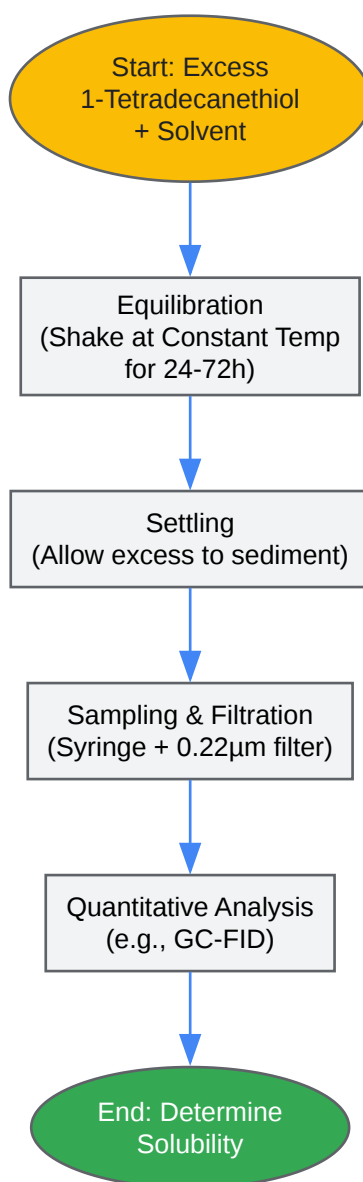 Start: Excess
1-Tetradecanethiol
+ Solvent
Equilibration
(Shake at Constant Temp
for 24-72h)
Settling
(Allow excess to sediment)
Sampling & Filtration
(Syringe + 0.22µm filter)
Quantitative Analysis
(e.g., GC-FID)
End: Determine
Solubility